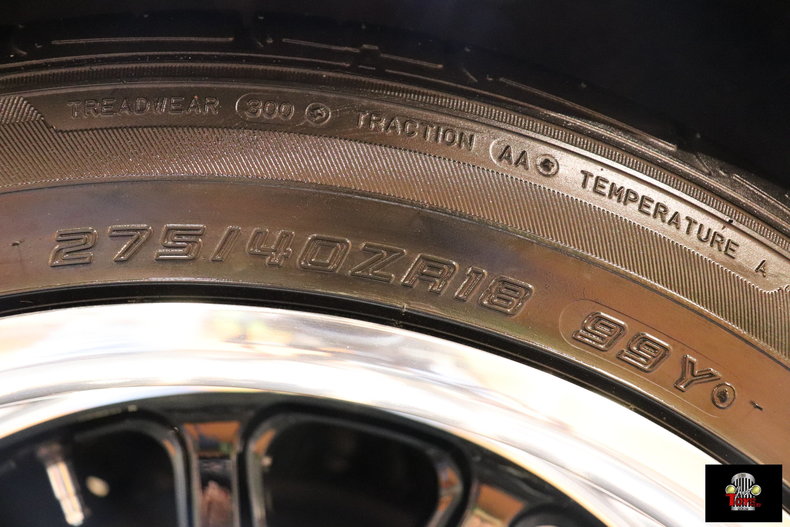 TREADWEAR 300 TRACTION AA TEMPERATURE A
275/40ZR18 99Y